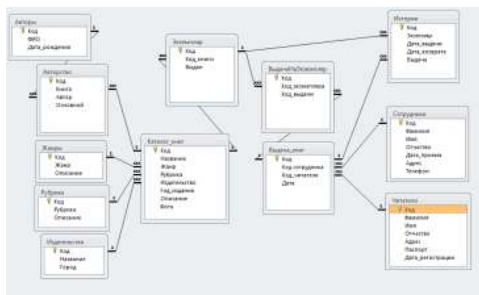 Авторы
Код
ФИО
Дата_рождения
Авторство
Код
Книга
Автор
Основной
Жанры
Код
Жанр
Описание
Рубрика
Код
Рубрика
Описание
Издательства
Код
Название
Город
Экземпляр
Код
Код_книги
Выдан
Каталог_книг
Код
Название
Жанр
Рубрика
Издательство
Год_издания
Описание
Фото
Код
Код_экземпляра
Код_выдачи
Выдача_книг
Код
Код_сотрудника
Код_читателя
Дата
История
Код
Экземпляр
Дата_выдачи
Дата_возврата
Выдача
Сотрудники
Код
Фамилия
Имя
Отчество
Дата_приема
Адрес
Телефон
Читатели
Код
Фамилия
Имя
Отчество
Адрес
Паспорт
Дата_регистрации